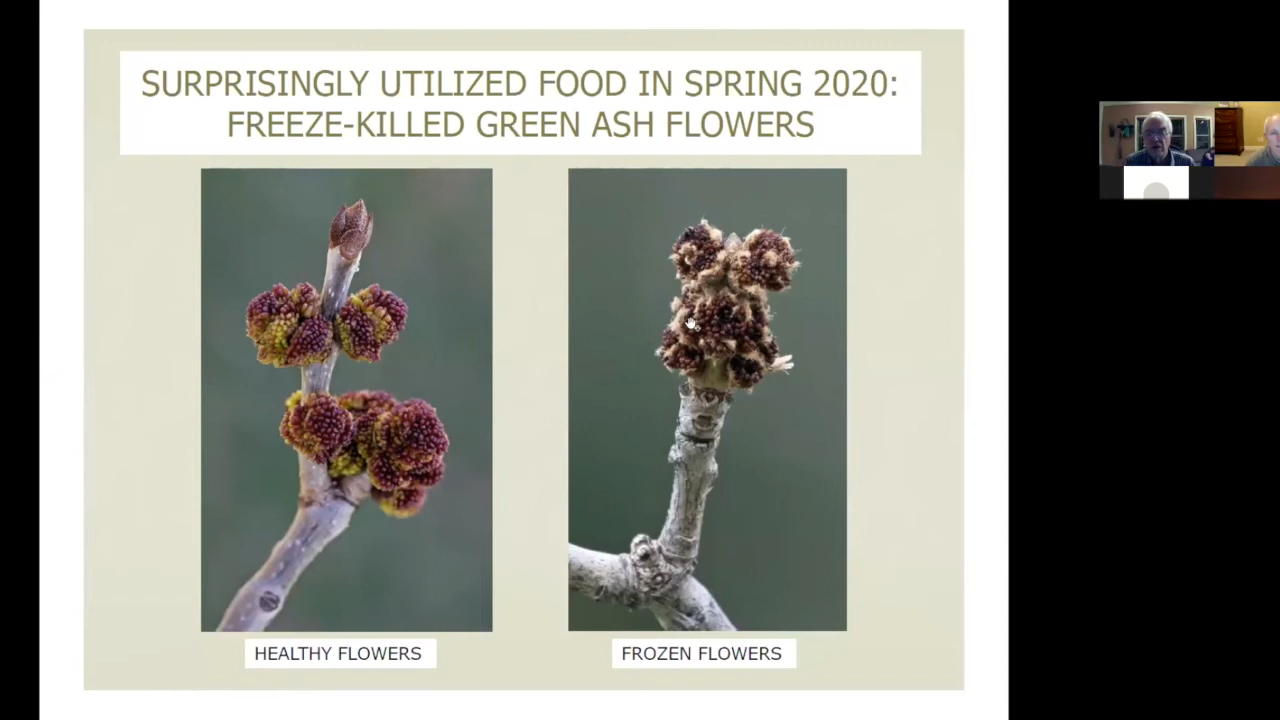 SURPRISINGLY UTILIZED FOOD IN SPRING 2020:
FREEZE-KILLED GREEN ASH FLOWERS
HEALTHY FLOWERS
FROZEN FLOWERS